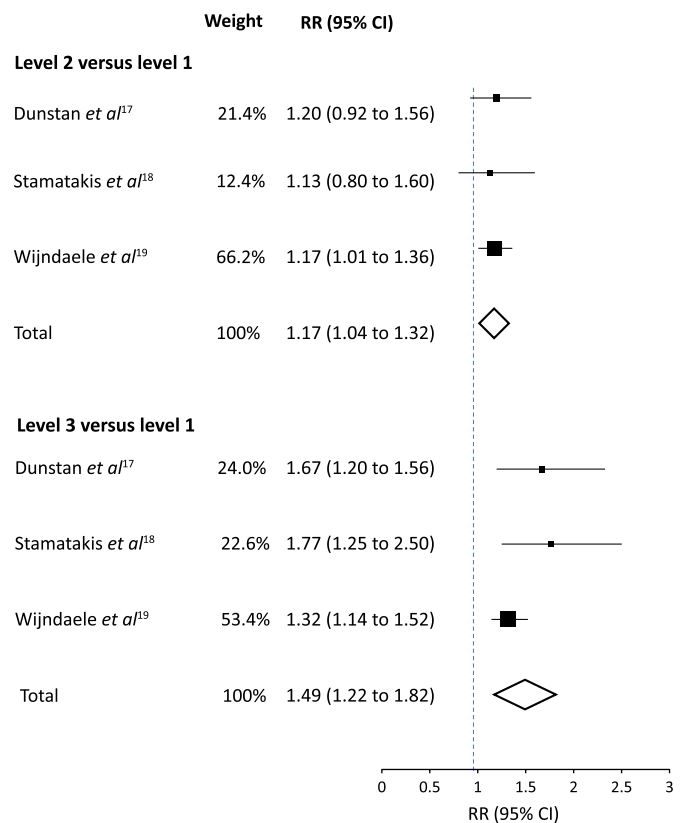 Weight RR (95% CI)
Level 2 versus level 1
Dunstan et al17 21.4% 1.20 (0.92 to 1.56)
Stamatakis et al18 12.4% 1.13 (0.80 to 1.60)
Wijndaele et al19 66.2% 1.17 (1.01 to 1.36)
Total 100% 1.17 (1.04 to 1.32)
Level 3 versus level 1
Dunstan et al17 24.0% 1.67 (1.20 to 1.56)
Stamatakis et al18 22.6% 1.77 (1.25 to 2.50)
Wijndaele et al19 53.4% 1.32 (1.14 to 1.52)
Total 100% 1.49 (1.22 to 1.82)
0 0.5 1 1.5 2 2.5 3
RR (95% CI)